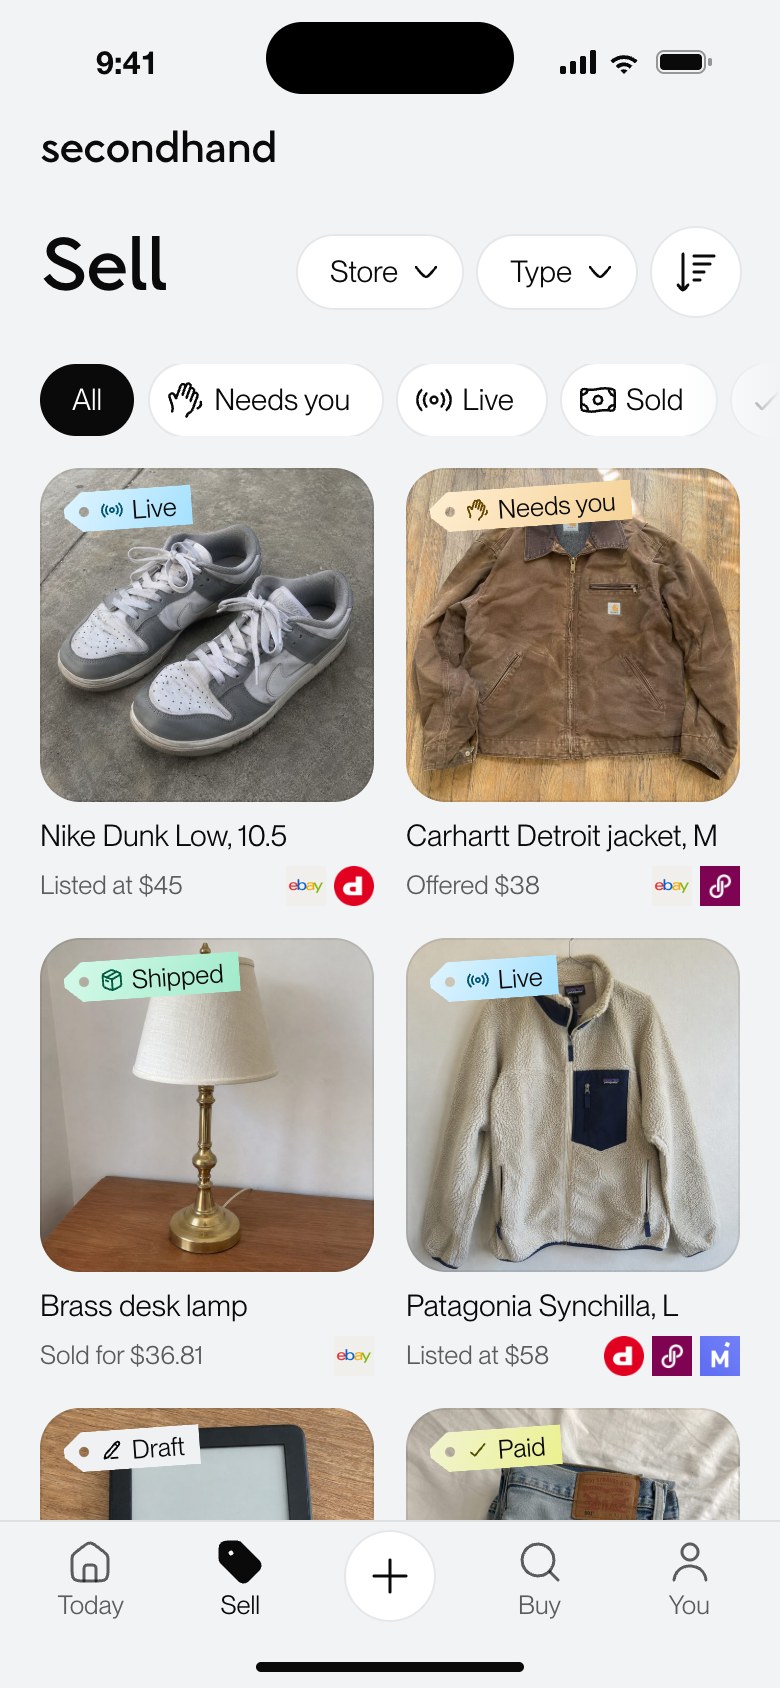 9:41
secondhand
Sell
Store
Type
All
Needs you
Live
Sold
Live
Needs you
Nike Dunk Low, 10.5
Listed at $45
ebay
Carhartt Detroit jacket, M
Offered $38
ebay
Shipped
Live
Brass desk lamp
Sold for $36.81
ebay
Patagonia Synchilla, L
Listed at $58
Draft
Paid
Today
Sell
Buy
You